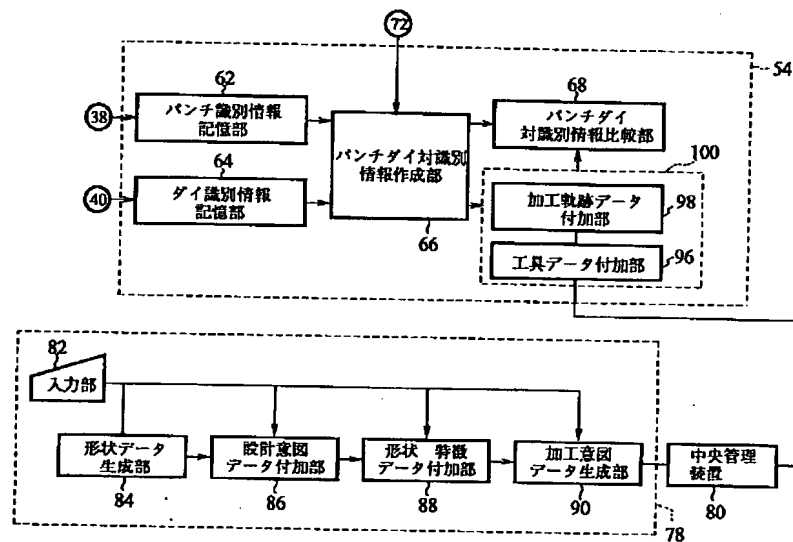 72
54
62
38
パンチ識別情報
記憶部
68
パンチダイ
対識別情報比較部
パンチダイ対識別
情報作成部
66
64
40
ダイ識別情報
記憶部
100
加工軌跡データ
付加部
98
工具データ付加部
96
82
入力部
形状データ
生成部
84
設計意図
データ付加部
86
形状 特徴
データ付加部
88
加工意図
データ生成部
90
中央管理
装置
80
78